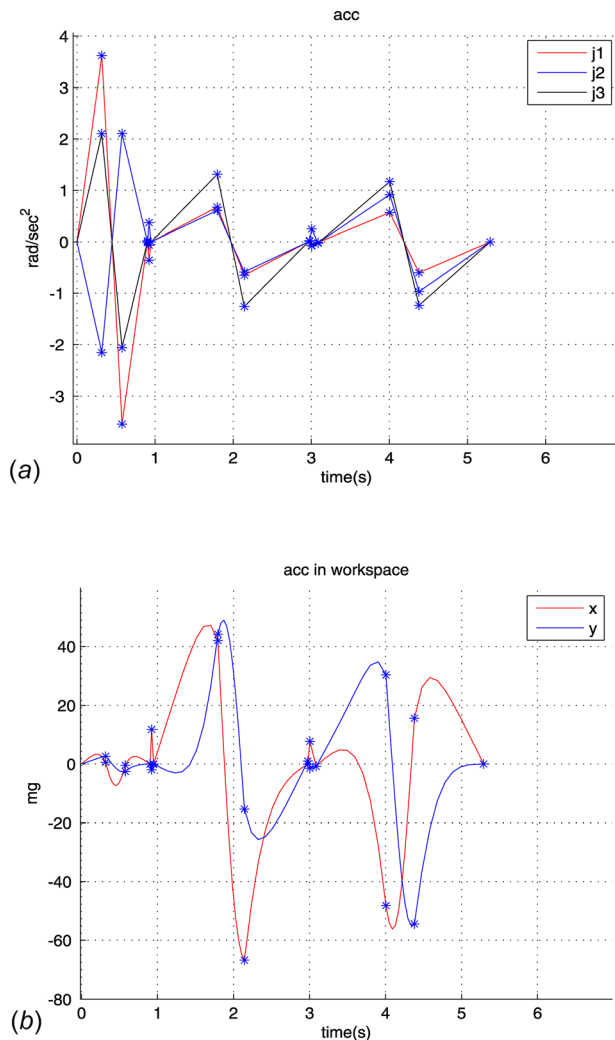 acc
4
3
2
1
0
-1
-2
-3
rad/sec²
j1
j2
j3
0 1 2 3 4 5 6
time(s)
(a)
acc in workspace
40
20
0
-20
-40
-60
-80
mg
x
y
0 1 2 3 4 5 6
time(s)
(b)